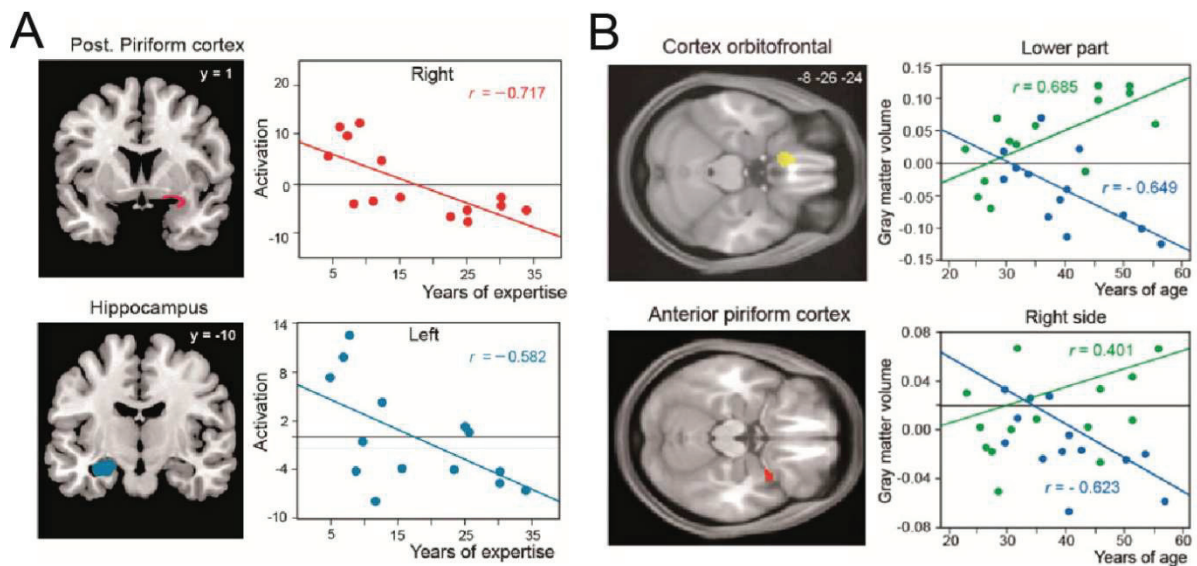 A
Post. Piriform cortex
y = 1
Right
r = −0.717
Activation
20
10
0
-10
5
15
25
35
Years of expertise
Hippocampus
y = -10
Left
r = −0.582
Activation
14
8
2
-4
-10
5
15
25
35
Years of expertise
B
Cortex orbitofrontal
-8 -26 -24
Lower part
r = 0.685
r = - 0.649
Gray matter volume
0.15
0.10
0.05
0.00
-0.05
-0.10
-0.15
20
30
40
50
60
Years of age
Anterior piriform cortex
Right side
r = 0.401
r = - 0.623
Gray matter volume
0.08
0.04
0.00
-0.04
-0.08
20
30
40
50
60
Years of age